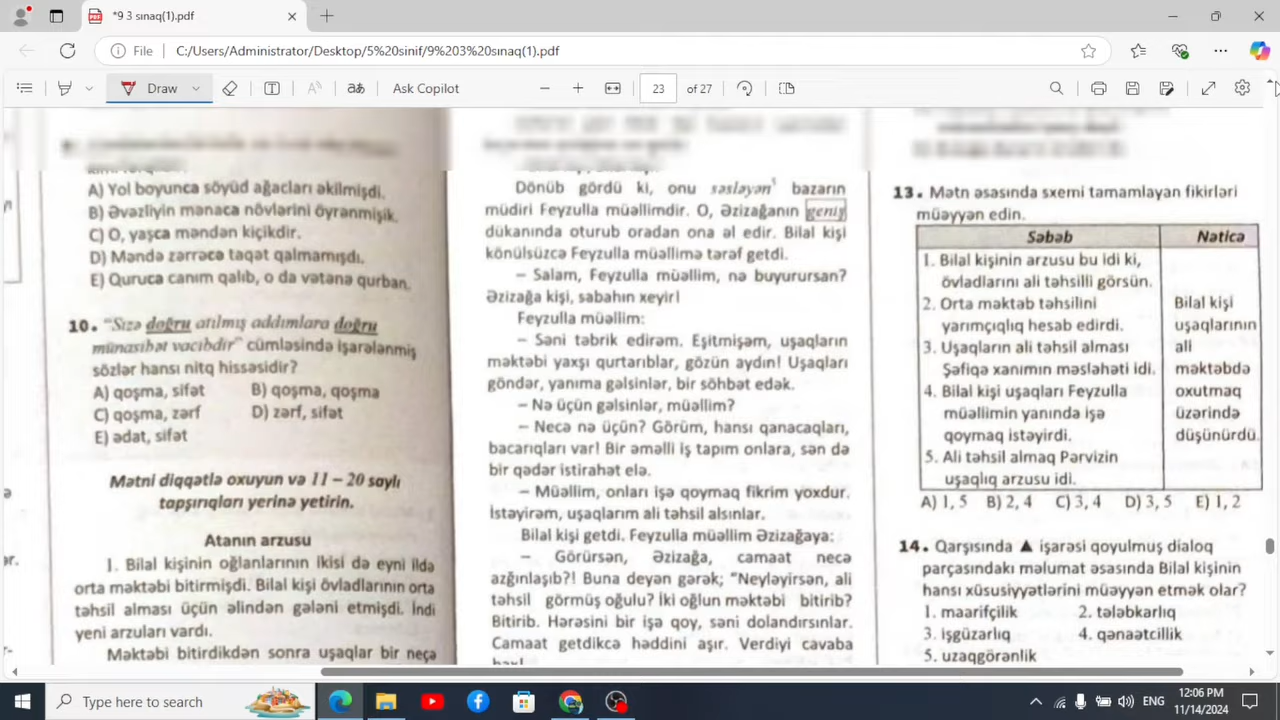 *9 3 sınaq(1).pdf
File
C:/Users/Administrator/Desktop/5%20sinif/9%203%20sınaq(1).pdf
Draw
Ask Copilot
23
of 27
A) Yol boyunca söyüd ağacları əkilmişdi.
B) Əvəzliyin mənaca növlərini öyrənmişik.
C) O, yaşca məndən kiçikdir.
D) Məndə zərrəcə taqət qalmamışdı.
E) Quruca canım qalıb, o da vətənə qurban.
10. "Sizə doğru atılmış addımlara doğru
münasibət vacibdir" cümləsində işarələnmiş
sözlər hansı nitq hissəsidir?
A) qoşma, sifət B) qoşma, qoşma
C) qoşma, zərf D) zərf, sifət
E) ədat, sifət
Mətni diqqətlə oxuyun və 11 – 20 saylı
tapşırıqları yerinə yetirin.
Atanın arzusu
1. Bilal kişinin oğlanlarının ikisi də eyni ildə
orta məktəbi bitirmişdi. Bilal kişi övladlarının orta
təhsil alması üçün əlindən gələni etmişdi. İndi
yeni arzuları vardı.
Məktəbi bitirdikdən sonra uşaqlar bir neçə
Dönüb gördü ki, onu səsləyən bazarın
müdiri Feyzulla müəllimdir. O, Əzizağanın geniş
dükanında oturub oradan ona əl edir. Bilal kişi
könülsüzcə Feyzulla müəllimə tərəf getdi.
– Salam, Feyzulla müəllim, nə buyurursan?
Əzizağa kişi, sabahın xeyir!
Feyzulla müəllim:
– Səni təbrik edirəm. Eşitmişəm, uşaqların
məktəbi yaxşı qurtarıblar, gözün aydın! Uşaqları
göndər, yanıma gəlsinlər, bir söhbət edək.
– Nə üçün gəlsinlər, müəllim?
– Necə nə üçün? Görüm, hansı qanacaqları,
bacarıqları var! Bir əməlli iş tapım onlara, sən də
bir qədər istirahət elə.
– Müəllim, onları işə qoymaq fikrim yoxdur.
İstəyirəm, uşaqlarım ali təhsil alsınlar.
Bilal kişi getdi. Feyzulla müəllim Əzizağaya:
– Görürsən, Əzizağa, camaat necə
azğınlaşıb?! Buna deyən gərək; "Neyləyirsən, ali
təhsil görmüş oğulu? İki oğlun məktəbi bitirib?
Bitirib. Hərəsini bir işə qoy, səni dolandırsınlar.
Camaat getdikcə həddini aşır. Verdiyi cavaba
13. Mətn əsasında sxemi tamamlayan fikirləri
müəyyən edin.
Səbəb Nəticə
1. Bilal kişinin arzusu bu idi ki,
övladlarını ali təhsilli görsün.
2. Orta məktəb təhsilini
yarımçıqlıq hesab edirdi.
3. Uşaqların ali təhsil alması
Şəfiqə xanımın məsləhəti idi.
4. Bilal kişi uşaqları Feyzulla
müəllimin yanında işə
qoymaq istəyirdi.
5. Ali təhsil almaq Pərvizin
uşaqlıq arzusu idi.
Bilal kişi
uşaqlarının
ali
məktəbdə
oxutmaq
üzərində
düşünürdü.
A) 1, 5 B) 2, 4 C) 3, 4 D) 3, 5 E) 1, 2
14. Qarşısında ▲ işarəsi qoyulmuş dialoq
parçasındakı məlumat əsasında Bilal kişinin
hansı xüsusiyyətlərini müəyyən etmək olar?
1. maarifçilik 2. tələbkarlıq
3. işgüzarlıq 4. qənaətcillik
5. uzaqgörənlik
Type here to search
ENG
12:06 PM
11/14/2024